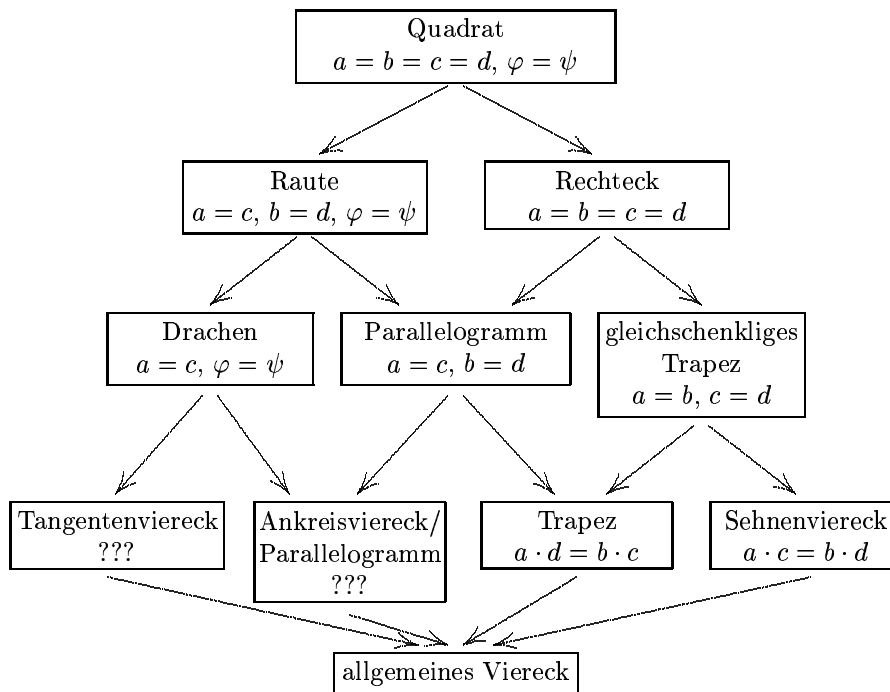 Quadrat
a = b = c = d, φ = ψ
Raute
a = c, b = d, φ = ψ
Rechteck
a = b = c = d
Drachen
a = c, φ = ψ
Parallelogramm
a = c, b = d
gleichschenkliges
Trapez
a = b, c = d
Tangentenviereck
???
Ankreisviereck/
Parallelogramm
???
Trapez
a · d = b · c
Sehnenviereck
a · c = b · d
allgemeines Viereck